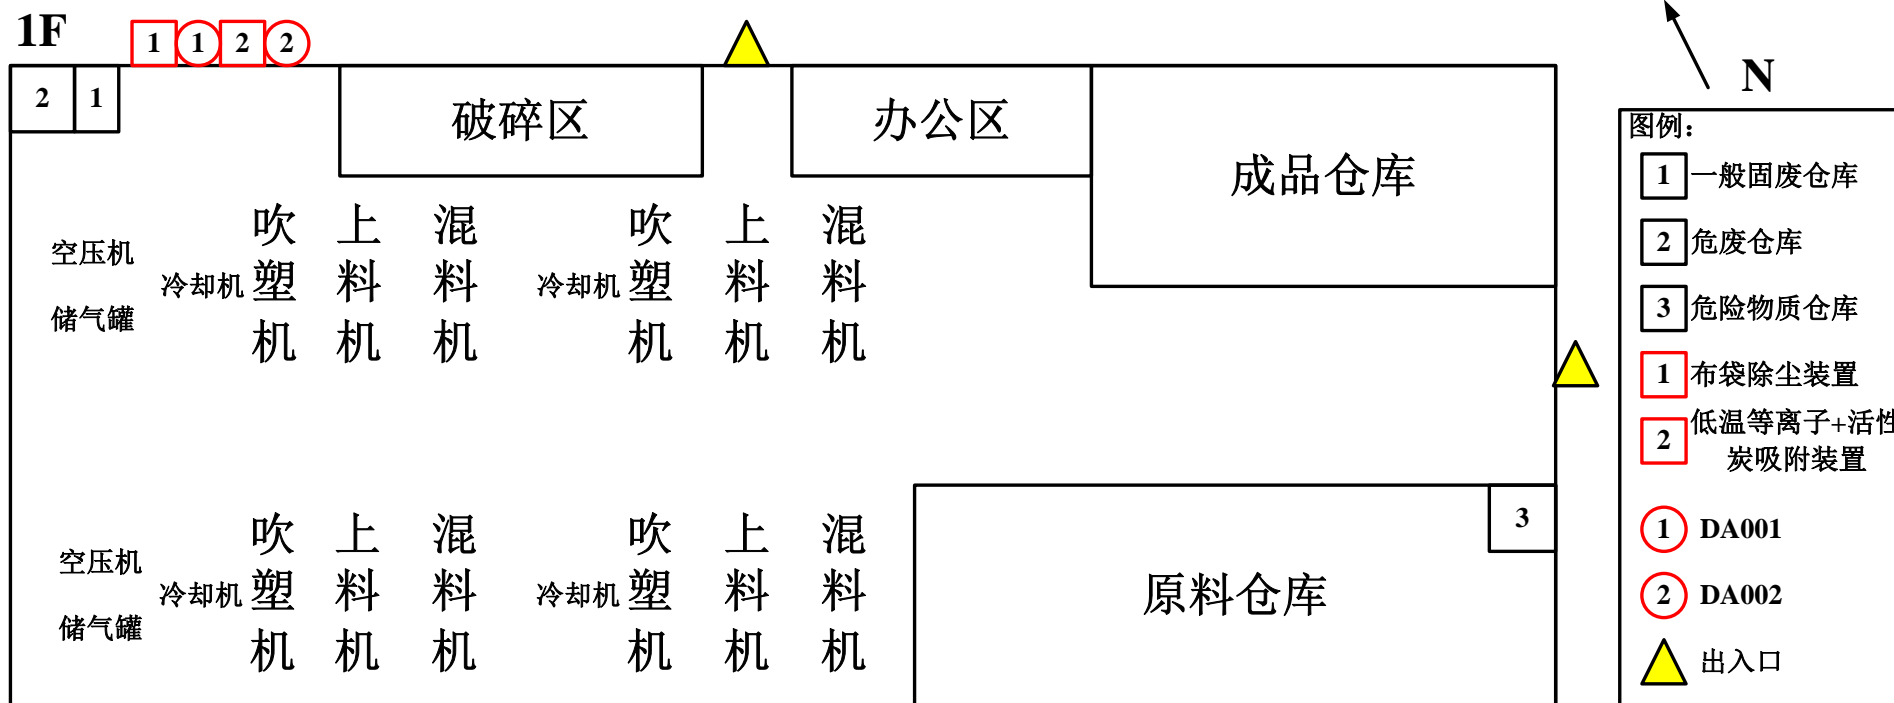 1F
1 1 2 2
N
2 1
破碎区
办公区
成品仓库
空压机
储气罐
冷却机
吹塑机
上料机
混料机
冷却机
吹塑机
上料机
混料机
空压机
储气罐
冷却机
吹塑机
上料机
混料机
冷却机
吹塑机
上料机
混料机
3
原料仓库
图例：
1 一般固废仓库
2 危废仓库
3 危险物质仓库
1 布袋除尘装置
2 低温等离子+活性
炭吸附装置
1 DA001
2 DA002
出入口